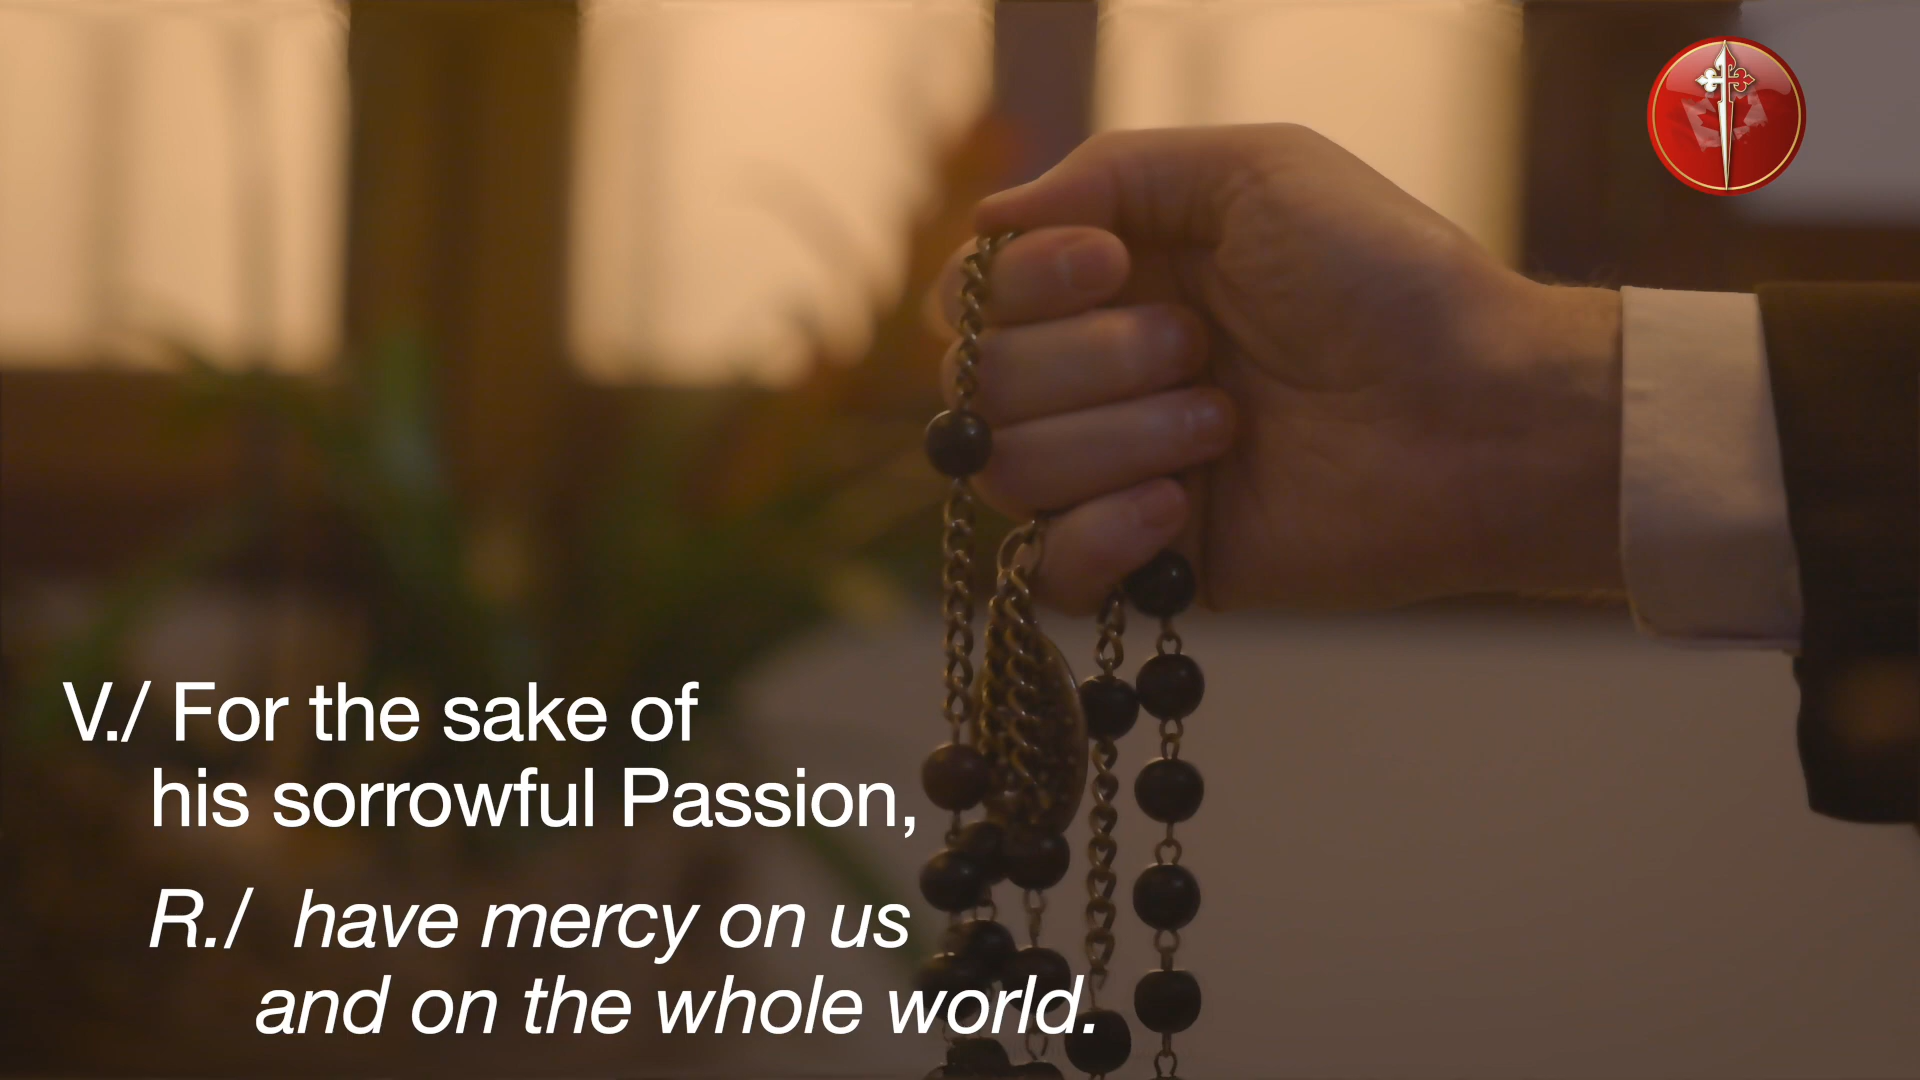 V./ For the sake of
his sorrowful Passion,
R./ have mercy on us
and on the whole world.